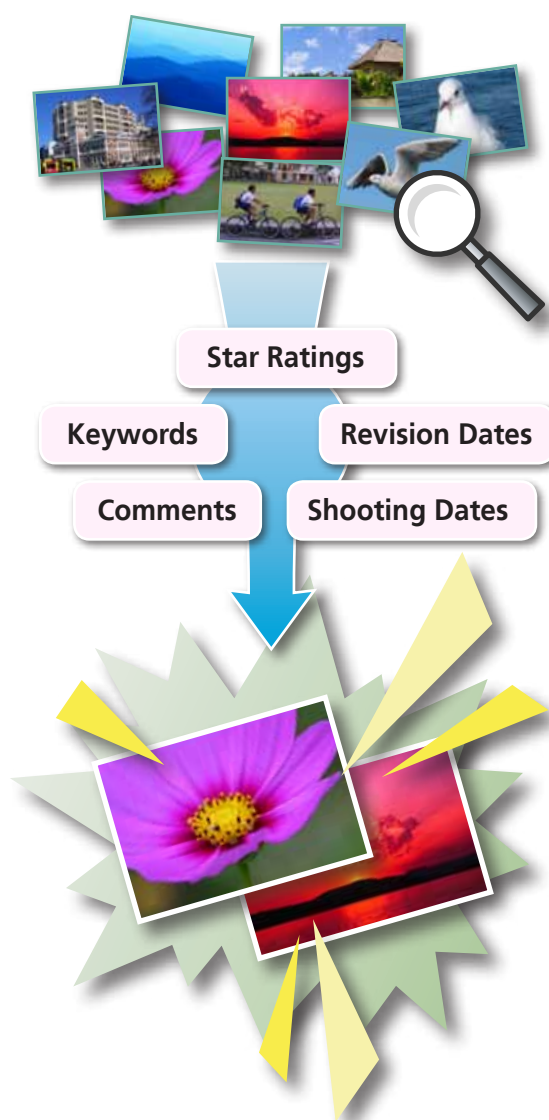 Star Ratings
Keywords
Revision Dates
Comments
Shooting Dates